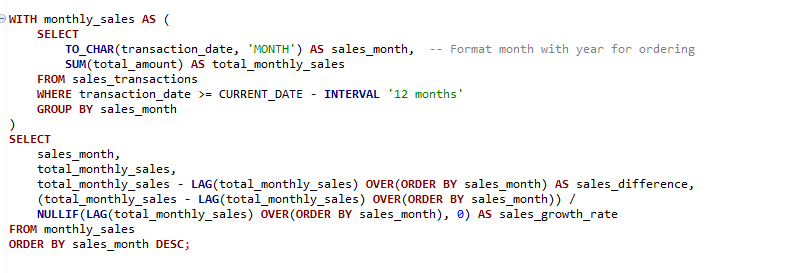 WITH monthly_sales AS (
    SELECT
        TO_CHAR(transaction_date, 'MONTH') AS sales_month,  -- Format month with year for ordering
        SUM(total_amount) AS total_monthly_sales
    FROM sales_transactions
    WHERE transaction_date >= CURRENT_DATE - INTERVAL '12 months'
    GROUP BY sales_month
)
SELECT
    sales_month,
    total_monthly_sales,
    total_monthly_sales - LAG(total_monthly_sales) OVER(ORDER BY sales_month) AS sales_difference,
    (total_monthly_sales - LAG(total_monthly_sales) OVER(ORDER BY sales_month)) /
    NULLIF(LAG(total_monthly_sales) OVER(ORDER BY sales_month), 0) AS sales_growth_rate
FROM monthly_sales
ORDER BY sales_month DESC;